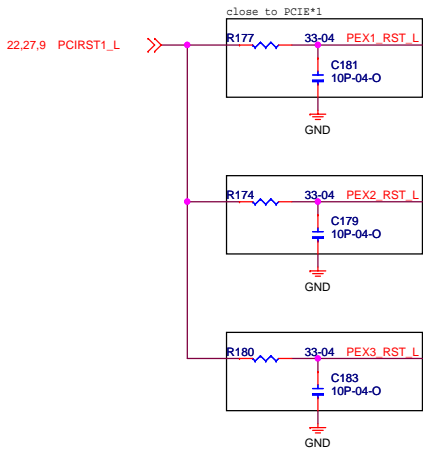 close to PCIE*1
R177 33-04 PEX1_RST_L
22,27,9 PCIRST1_L
C181
10P-04-O
GND
R174 33-04 PEX2_RST_L
C179
10P-04-O
GND
R180 33-04 PEX3_RST_L
C183
10P-04-O
GND